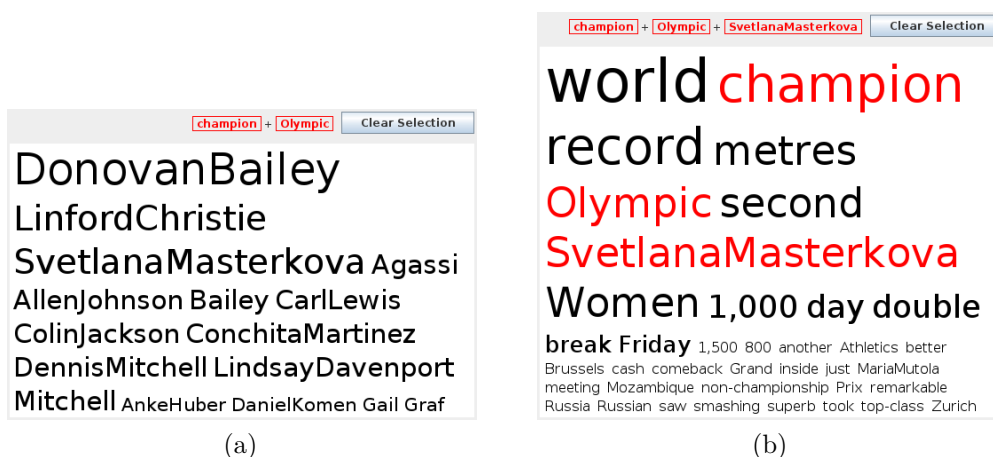 champion + Olympic Clear Selection
DonovanBailey
LinfordChristie
SvetlanaMasterkova Agassi
AllenJohnson Bailey CarlLewis
ColinJackson ConchitaMartinez
DennisMitchell LindsayDavenport
Mitchell AnkeHuber DanielKomen Gail Graf
(a)
champion + Olympic + SvetlanaMasterkova Clear Selection
world champion
record metres
Olympic second
SvetlanaMasterkova
Women 1,000 day double
break Friday 1,500 800 another Athletics better
Brussels cash comeback Grand inside just MariaMutola
meeting Mozambique non-championship Prix remarkable
Russia Russian saw smashing superb took top-class Zurich
(b)